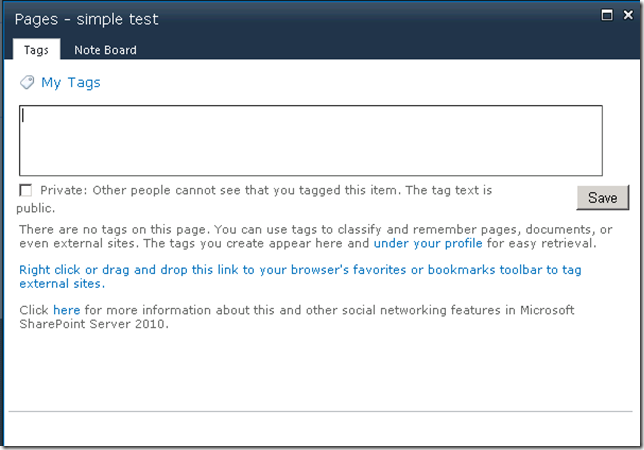 Pages - simple test
Tags
Note Board
My Tags
Private: Other people cannot see that you tagged this item. The tag text is
public.
Save
There are no tags on this page. You can use tags to classify and remember pages, documents, or
even external sites. The tags you create appear here and under your profile for easy retrieval.
Right click or drag and drop this link to your browser's favorites or bookmarks toolbar to tag
external sites.
Click here for more information about this and other social networking features in Microsoft
SharePoint Server 2010.